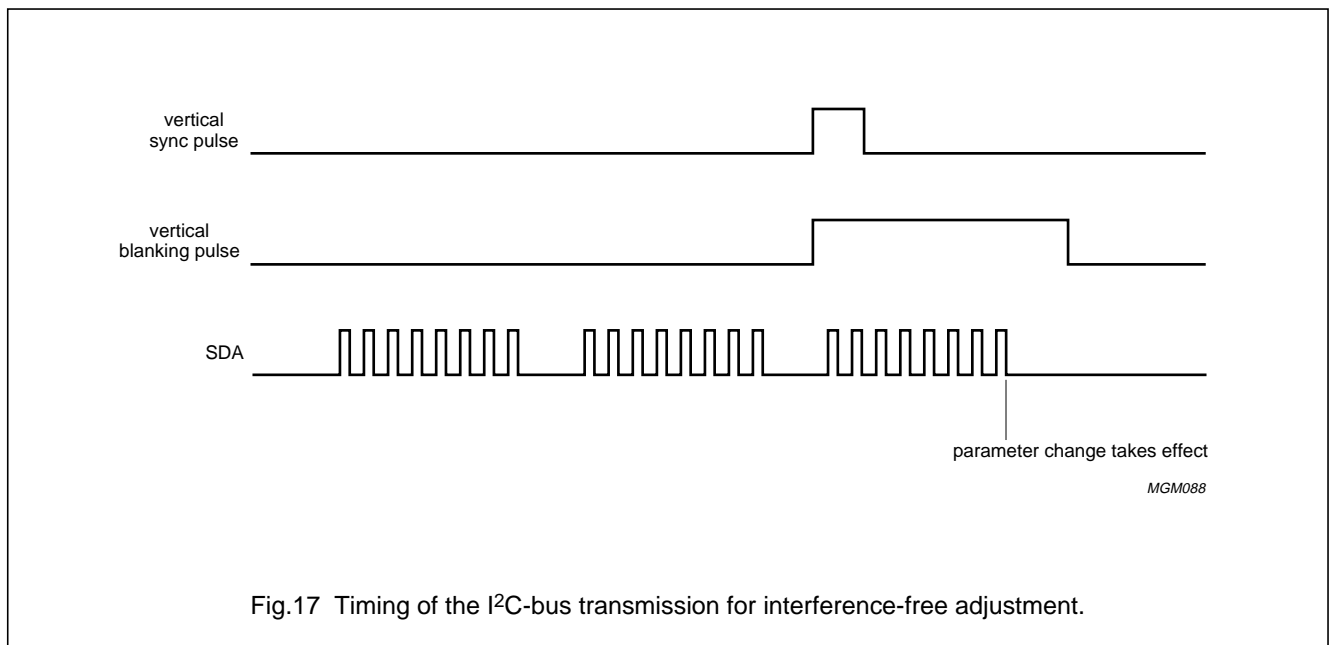 vertical
sync pulse
vertical
blanking pulse
SDA
parameter change takes effect
MGM088
Fig.17 Timing of the I²C-bus transmission for interference-free adjustment.